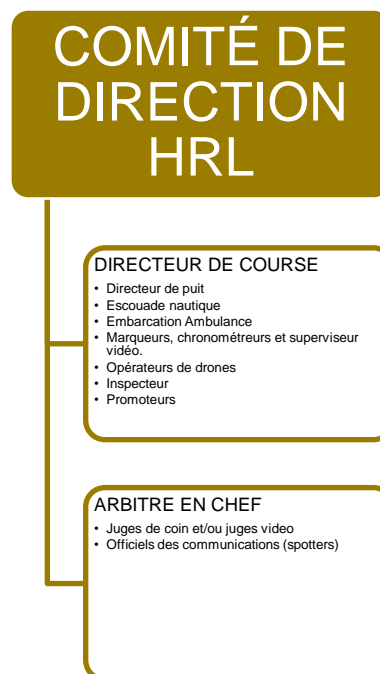 COMITÉ DE
DIRECTION
HRL
DIRECTEUR DE COURSE
• Directeur de puit
• Escouade nautique
• Embarcation Ambulance
• Marqueurs, chronométreurs et superviseur
vidéo.
• Opérateurs de drones
• Inspecteur
• Promoteurs
ARBITRE EN CHEF
• Juges de coin et/ou juges video
• Officiels des communications (spotters)